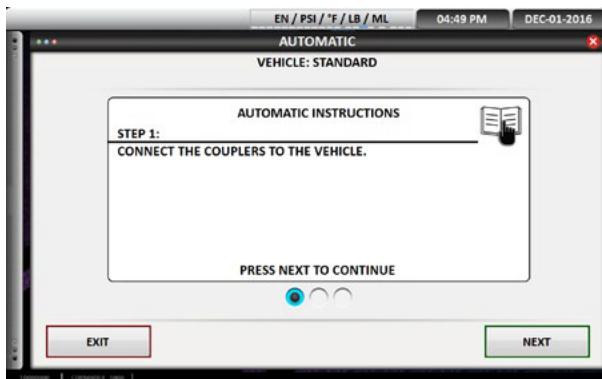 EN / PSI / °F / LB / ML 04:49 PM DEC-01-2016
AUTOMATIC
VEHICLE: STANDARD
AUTOMATIC INSTRUCTIONS
STEP 1:
CONNECT THE COUPLERS TO THE VEHICLE.
PRESS NEXT TO CONTINUE
EXIT NEXT